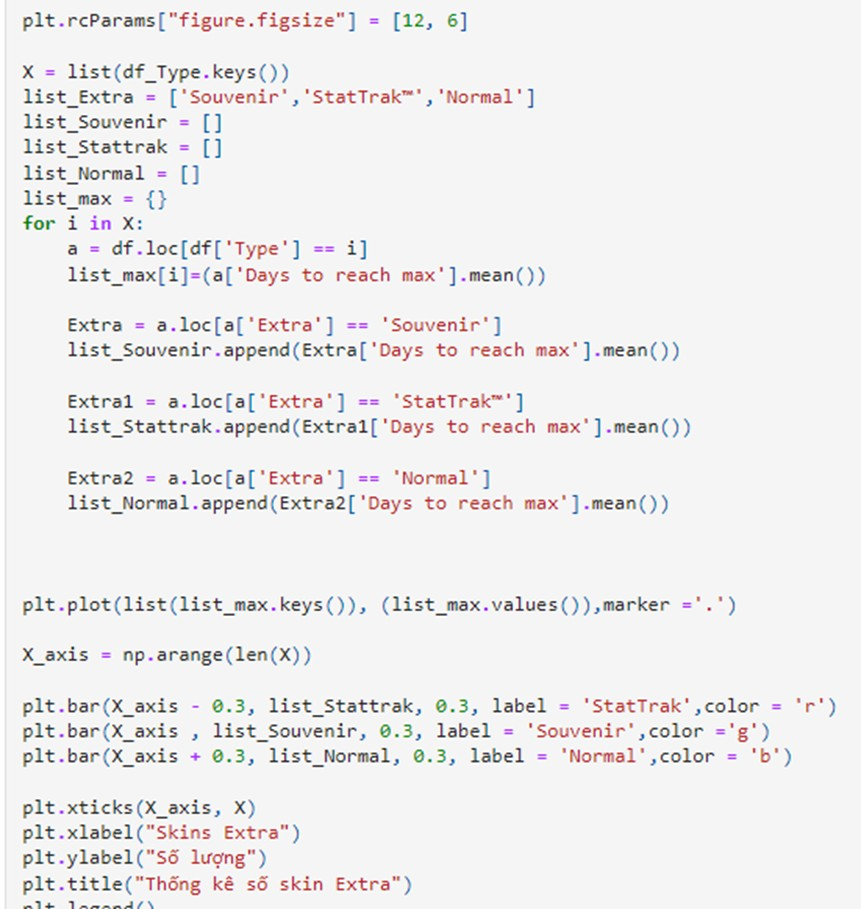 plt.rcParams["figure.figsize"] = [12, 6]
X = list(df_Type.keys())
list_Extra = ['Souvenir','StatTrak™','Normal']
list_Souvenir = []
list_Stattrak = []
list_Normal = []
list_max = {}
for i in X:
    a = df.loc[df['Type'] == i]
    list_max[i]=(a['Days to reach max'].mean())
    Extra = a.loc[a['Extra'] == 'Souvenir']
    list_Souvenir.append(Extra['Days to reach max'].mean())
    Extra1 = a.loc[a['Extra'] == 'StatTrak™']
    list_Stattrak.append(Extra1['Days to reach max'].mean())
    Extra2 = a.loc[a['Extra'] == 'Normal']
    list_Normal.append(Extra2['Days to reach max'].mean())
plt.plot(list(list_max.keys()), (list_max.values()),marker ='.')
X_axis = np.arange(len(X))
plt.bar(X_axis - 0.3, list_Stattrak, 0.3, label = 'StatTrak',color = 'r')
plt.bar(X_axis , list_Souvenir, 0.3, label = 'Souvenir',color ='g')
plt.bar(X_axis + 0.3, list_Normal, 0.3, label = 'Normal',color = 'b')
plt.xticks(X_axis, X)
plt.xlabel("Skins Extra")
plt.ylabel("Số lượng")
plt.title("Thống kê số skin Extra")
plt.legend()